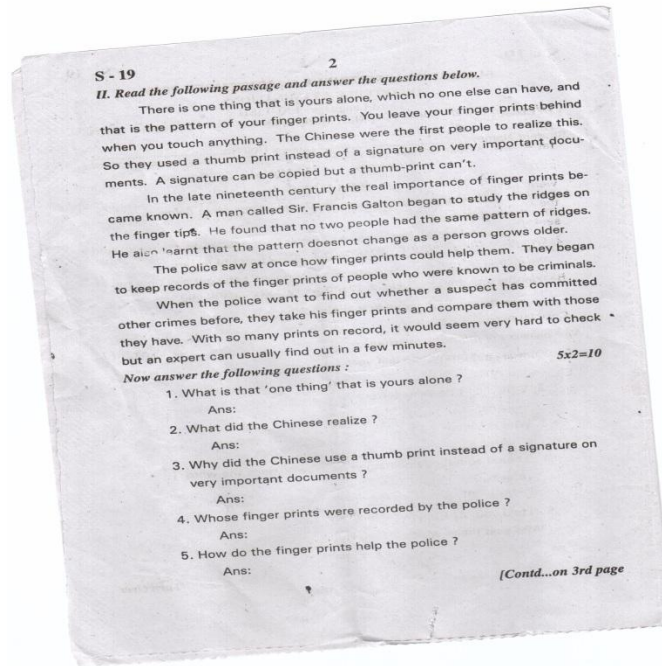 2
S - 19
II. Read the following passage and answer the questions below.
There is one thing that is yours alone, which no one else can have, and
that is the pattern of your finger prints. You leave your finger prints behind
when you touch anything. The Chinese were the first people to realize this.
So they used a thumb print instead of a signature on very important docu-
ments. A signature can be copied but a thumb-print can't.
In the late nineteenth century the real importance of finger prints be-
came known. A man called Sir. Francis Galton began to study the ridges on
the finger tips. He found that no two people had the same pattern of ridges.
He also learnt that the pattern doesnot change as a person grows older.
The police saw at once how finger prints could help them. They began
to keep records of the finger prints of people who were known to be criminals.
When the police want to find out whether a suspect has committed
other crimes before, they take his finger prints and compare them with those
they have. With so many prints on record, it would seem very hard to check
but an expert can usually find out in a few minutes.
Now answer the following questions : 5x2=10
1. What is that 'one thing' that is yours alone ?
Ans:
2. What did the Chinese realize ?
Ans:
3. Why did the Chinese use a thumb print instead of a signature on
very important documents ?
Ans:
4. Whose finger prints were recorded by the police ?
Ans:
5. How do the finger prints help the police ?
Ans:
[Contd...on 3rd page